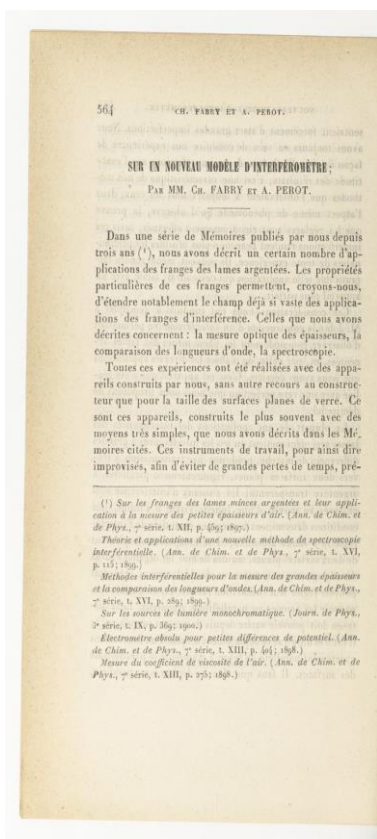 564 CH. FABRY ET A. PEROT.
SUR UN NOUVEAU MODÈLE D'INTERFÉROMÈTRE;
PAR MM. CH. FABRY ET A. PEROT.
Dans une série de Mémoires publiés par nous depuis
trois ans (¹), nous avons décrit un certain nombre d'ap-
plications des franges des lames argentées. Les propriétés
particulières de ces franges permettent, croyons-nous,
d'étendre notablement le champ déjà si vaste des applica-
tions des franges d'interférence. Celles que nous avons
décrites concernent : la mesure optique des épaisseurs, la
comparaison des longueurs d'onde, la spectroscopie.
Toutes ces expériences ont été réalisées avec des appa-
reils construits par nous, sans autre recours au construc-
teur que pour la taille des surfaces planes de verre. Ce
sont ces appareils, construits le plus souvent avec des
moyens très simples, que nous avons décrits dans les Mé-
moires cités. Ces instruments de travail, pour ainsi dire
improvisés, afin d'éviter de grandes pertes de temps, pré-
(¹) Sur les franges des lames minces argentées et leur appli-
cation à la mesure des petites épaisseurs d'air. (Ann. de Chim. et
de Phys., 7ᵉ série, t. XII, p. 459; 1897.)
Théorie et applications d'une nouvelle méthode de spectroscopie
interférentielle. (Ann. de Chim. et de Phys., 7ᵉ série, t. XVI,
p. 115; 1899.)
Méthodes interférentielles pour la mesure des grandes épaisseurs
et la comparaison des longueurs d'ondes. (Ann. de Chim. et de Phys.,
7ᵉ série, t. XVI, p. 289; 1899.)
Sur les sources de lumière monochromatique. (Journ. de Phys.,
3ᵉ série, t. IX, p. 369; 1900.)
Électromètre absolu pour petites différences de potentiel. (Ann.
de Chim. et de Phys., 7ᵉ série, t. XIII, p. 404; 1898.)
Mesure du coefficient de viscosité de l'air. (Ann. de Chim. et de
Phys., 7ᵉ série, t. XIII, p. 275; 1898.)